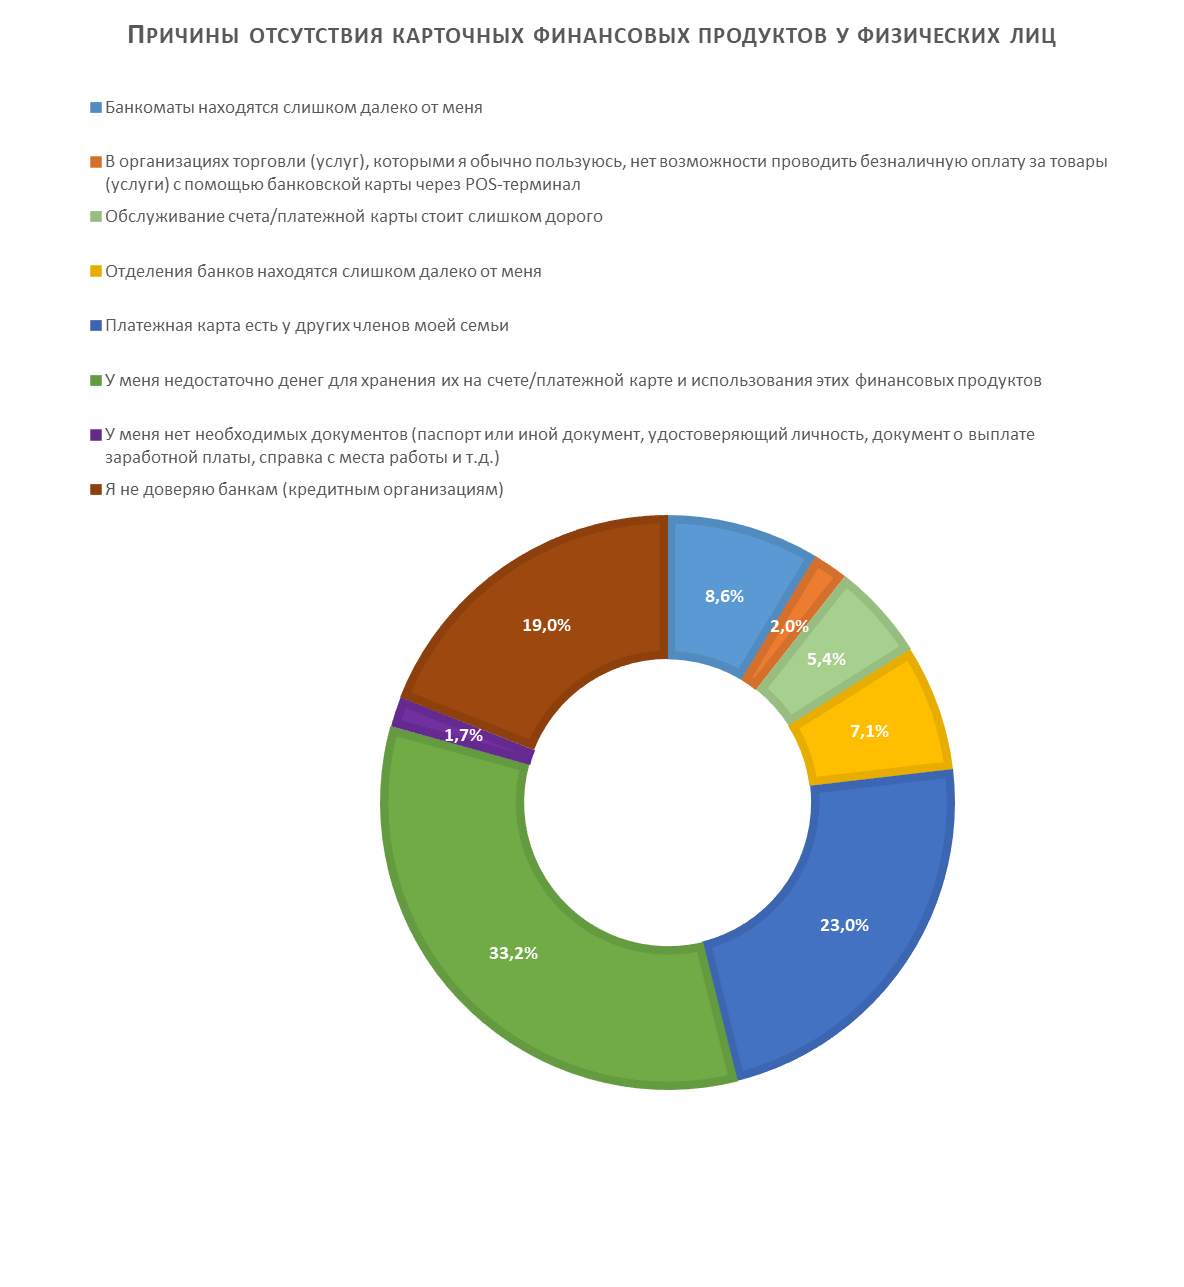 Причины отсутствия карточных финансовых продуктов у физических лиц
Банкоматы находятся слишком далеко от меня
В организациях торговли (услуг), которыми я обычно пользуюсь, нет возможности проводить безналичную оплату за товары
(услуги) с помощью банковской карты через POS-терминал
Обслуживание счета/платежной карты стоит слишком дорого
Отделения банков находятся слишком далеко от меня
Платежная карта есть у других членов моей семьи
У меня недостаточно денег для хранения их на счете/платежной карте и использования этих финансовых продуктов
У меня нет необходимых документов (паспорт или иной документ, удостоверяющий личность, документ о выплате
заработной платы, справка с места работы и т.д.)
Я не доверяю банкам (кредитным организациям)
8,6%
2,0%
5,4%
7,1%
23,0%
33,2%
1,7%
19,0%